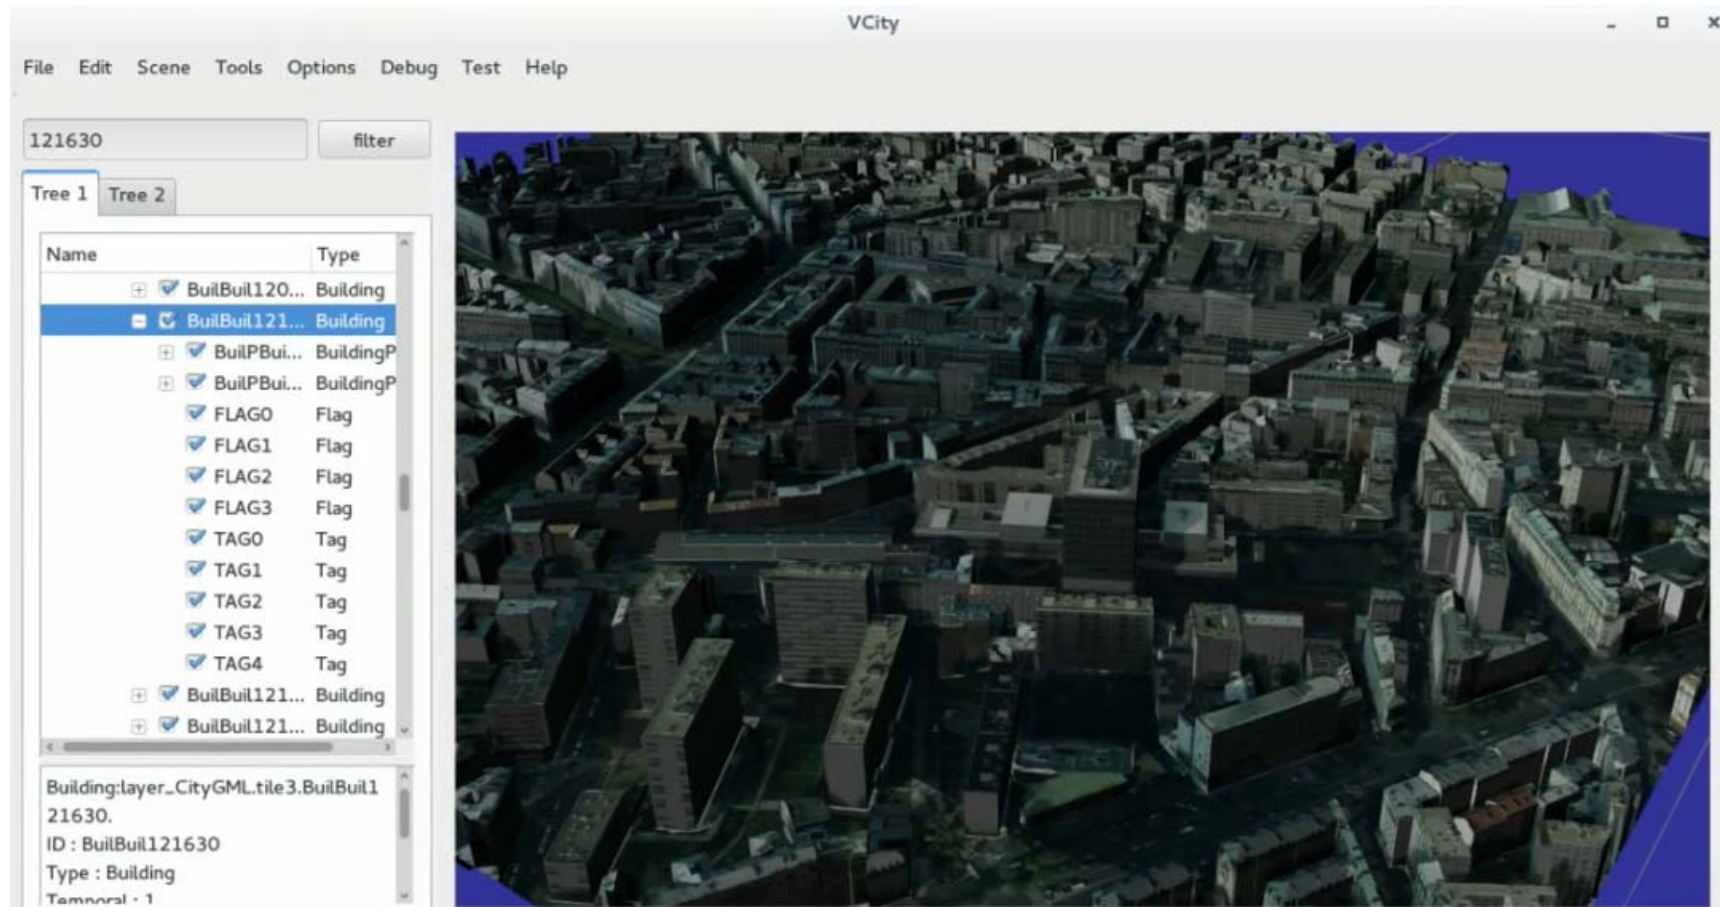 VCity
File Edit Scene Tools Options Debug Test Help
121630 filter
Tree 1 Tree 2
Name Type
BuilBuil120... Building
BuilBuil121... Building
BuilPBui... BuildingP
BuilPBui... BuildingP
FLAG0 Flag
FLAG1 Flag
FLAG2 Flag
FLAG3 Flag
TAG0 Tag
TAG1 Tag
TAG2 Tag
TAG3 Tag
TAG4 Tag
BuilBuil121... Building
BuilBuil121... Building
Building:layer_CityGML.tile3.BuilBuil1
21630.
ID : BuilBuil121630
Type : Building
Temporal : 1